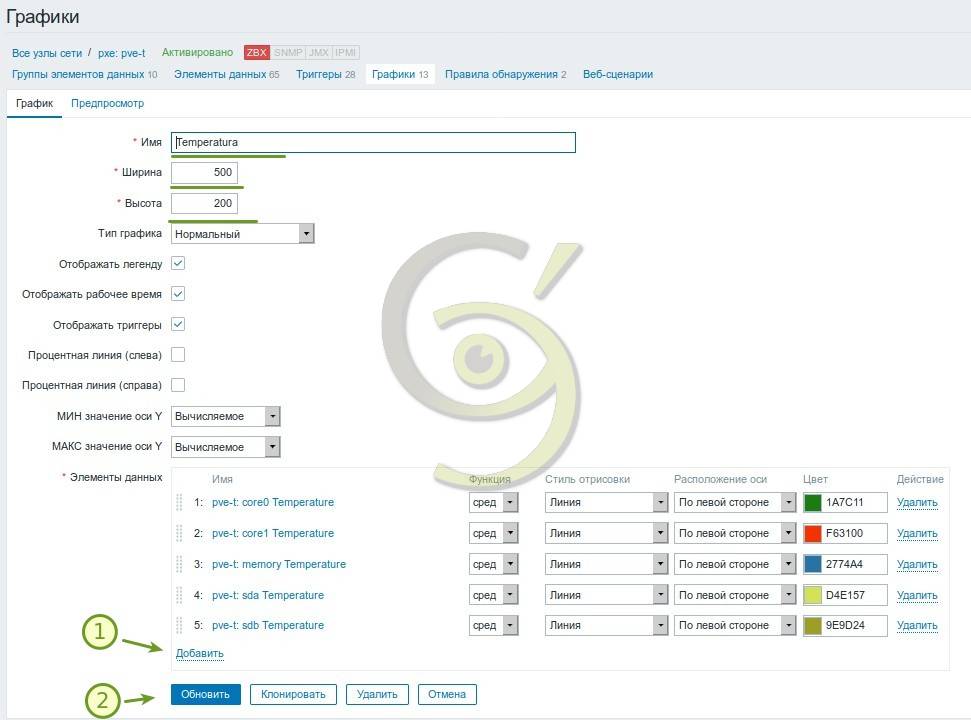 Графики
Все узлы сети / pxe: pve-t Активировано ZBX SNMP JMX IPMI
Группы элементов данных 10 Элементы данных 65 Триггеры 28 Графики 13 Правила обнаружения 2 Веб-сценарии
График Предпросмотр
* Имя Temperatura
* Ширина 500
* Высота 200
Тип графика Нормальный
Отображать легенду
Отображать рабочее время
Отображать триггеры
Процентная линия (слева)
Процентная линия (справа)
МИН значение оси Y Вычисляемое
МАКС значение оси Y Вычисляемое
* Элементы данных Имя Функция Стиль отрисовки Расположение оси Цвет Действие
1: pve-t: core0 Temperature сред Линия По левой стороне 1A7C11 Удалить
2: pve-t: core1 Temperature сред Линия По левой стороне F63100 Удалить
3: pve-t: memory Temperature сред Линия По левой стороне 2774A4 Удалить
4: pve-t: sda Temperature сред Линия По левой стороне D4E157 Удалить
5: pve-t: sdb Temperature сред Линия По левой стороне 9E9D24 Удалить
1 Добавить
2 Обновить Клонировать Удалить Отмена